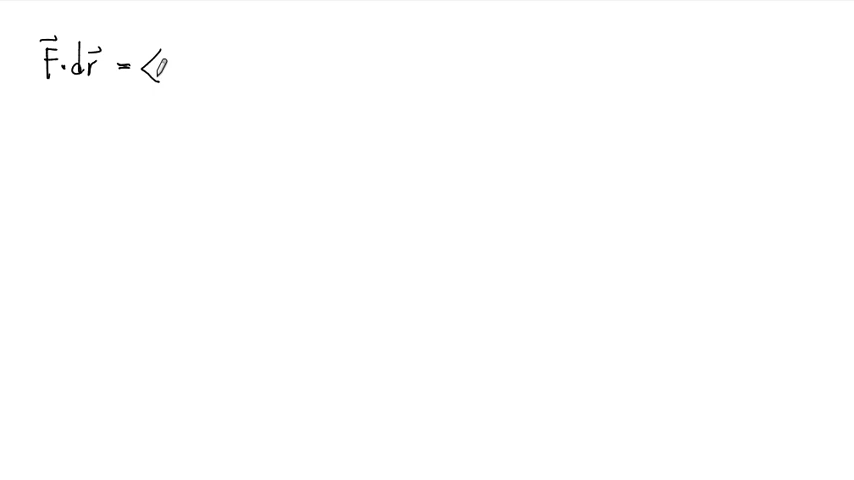 F⃗·dr⃗ = <